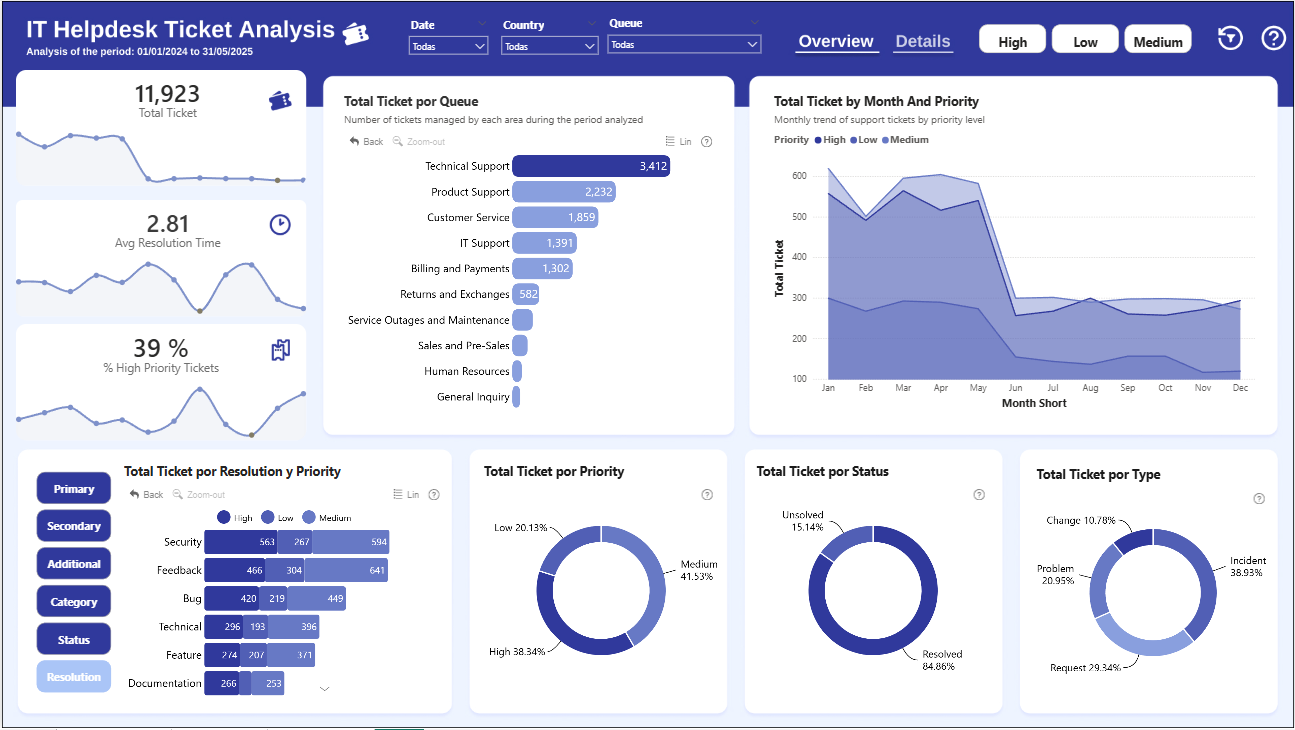 IT Helpdesk Ticket Analysis
Analysis of the period: 01/01/2024 to 31/05/2025
Date
Todas
Country
Todas
Queue
Todas
Overview
Details
High
Low
Medium
11,923
Total Ticket
2.81
Avg Resolution Time
39 %
% High Priority Tickets
Total Ticket por Queue
Number of tickets managed by each area during the period analyzed
Back
Zoom-out
Lin
Technical Support 3,412
Product Support 2,232
Customer Service 1,859
IT Support 1,391
Billing and Payments 1,302
Returns and Exchanges 582
Service Outages and Maintenance
Sales and Pre-Sales
Human Resources
General Inquiry
Total Ticket by Month And Priority
Monthly trend of support tickets by priority level
Priority High Low Medium
Total Ticket
600
500
400
300
200
100
Jan Feb Mar Apr May Jun Jul Aug Sep Oct Nov Dec
Month Short
Primary
Secondary
Additional
Category
Status
Resolution
Total Ticket por Resolution y Priority
Back
Zoom-out
Lin
High Low Medium
Security 563 267 594
Feedback 466 304 641
Bug 420 219 449
Technical 296 193 396
Feature 274 207 371
Documentation 266 253
Total Ticket por Priority
Low 20.13%
Medium
41.53%
High 38.34%
Total Ticket por Status
Unsolved
15.14%
Resolved
84.86%
Total Ticket por Type
Change 10.78%
Incident
38.93%
Problem
20.95%
Request 29.34%